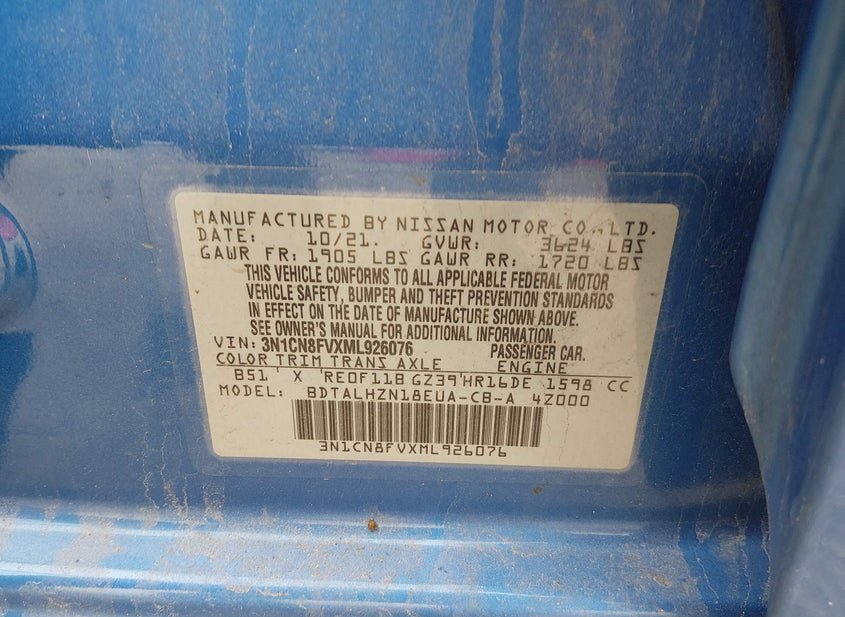 MANUFACTURED BY NISSAN MOTOR CO.,LTD.
DATE: 10/21. GVWR: 3624 LBS
GAWR FR: 1905 LBS GAWR RR: 1720 LBS
THIS VEHICLE CONFORMS TO ALL APPLICABLE FEDERAL MOTOR
VEHICLE SAFETY, BUMPER AND THEFT PREVENTION STANDARDS
IN EFFECT ON THE DATE OF MANUFACTURE SHOWN ABOVE.
SEE OWNER'S MANUAL FOR ADDITIONAL INFORMATION.
VIN: 3N1CN8FVXML926076 PASSENGER CAR.
COLOR TRIM TRANS AXLE ENGINE
B51 ' X 'RE0F11B GZ39'HR16DE 1598 CC
MODEL: BDTALHZN18EUA-CB-A 4Z000
3N1CN8FVXML926076